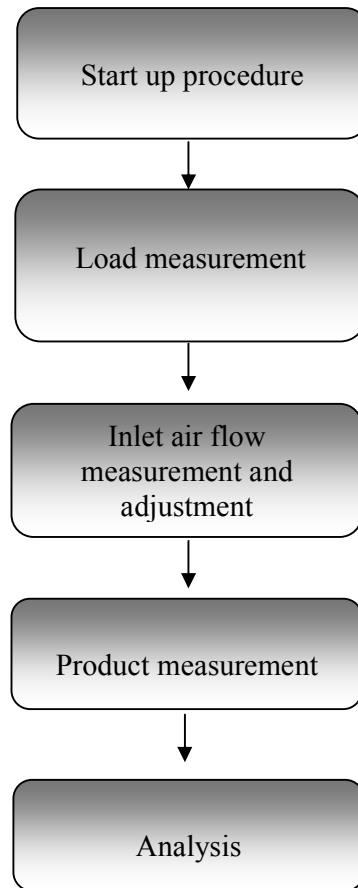 Start up procedure
Load measurement
Inlet air flow
measurement and
adjustment
Product measurement
Analysis